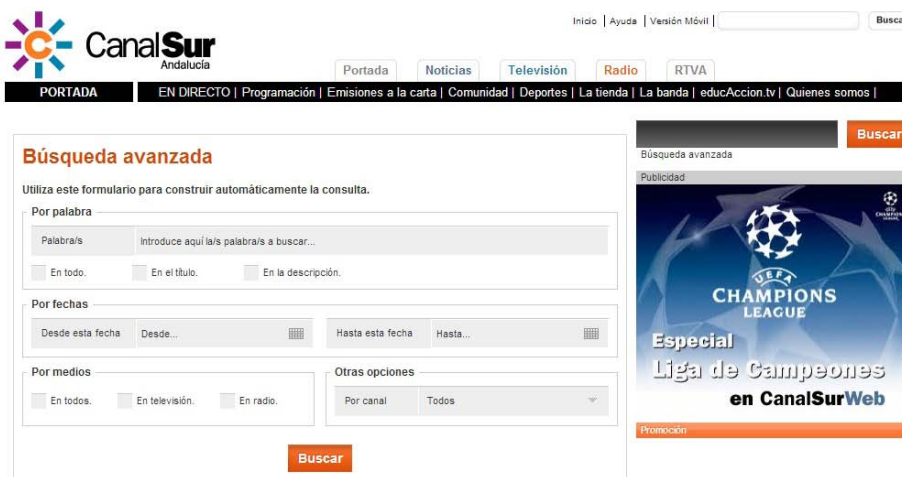 Inicio | Ayuda | Versión Móvil |
CanalSur
Andalucía
Portada Noticias Televisión Radio RTVA
PORTADA EN DIRECTO | Programación | Emisiones a la carta | Comunidad | Deportes | La tienda | La banda | educAccion.tv | Quienes somos |
Búsqueda avanzada
Utiliza este formulario para construir automáticamente la consulta.
Por palabra
Palabra/s Introduce aquí la/s palabra/s a buscar...
En todo. En el título. En la descripción.
Por fechas
Desde esta fecha Desde... Hasta esta fecha Hasta...
Por medios
En todos. En televisión. En radio.
Otras opciones
Por canal Todos
Buscar
Buscar
Búsqueda avanzada
Publicidad
UEFA
CHAMPIONS
LEAGUE
Especial
Liga de Campeones
en CanalSurWeb
Promoción